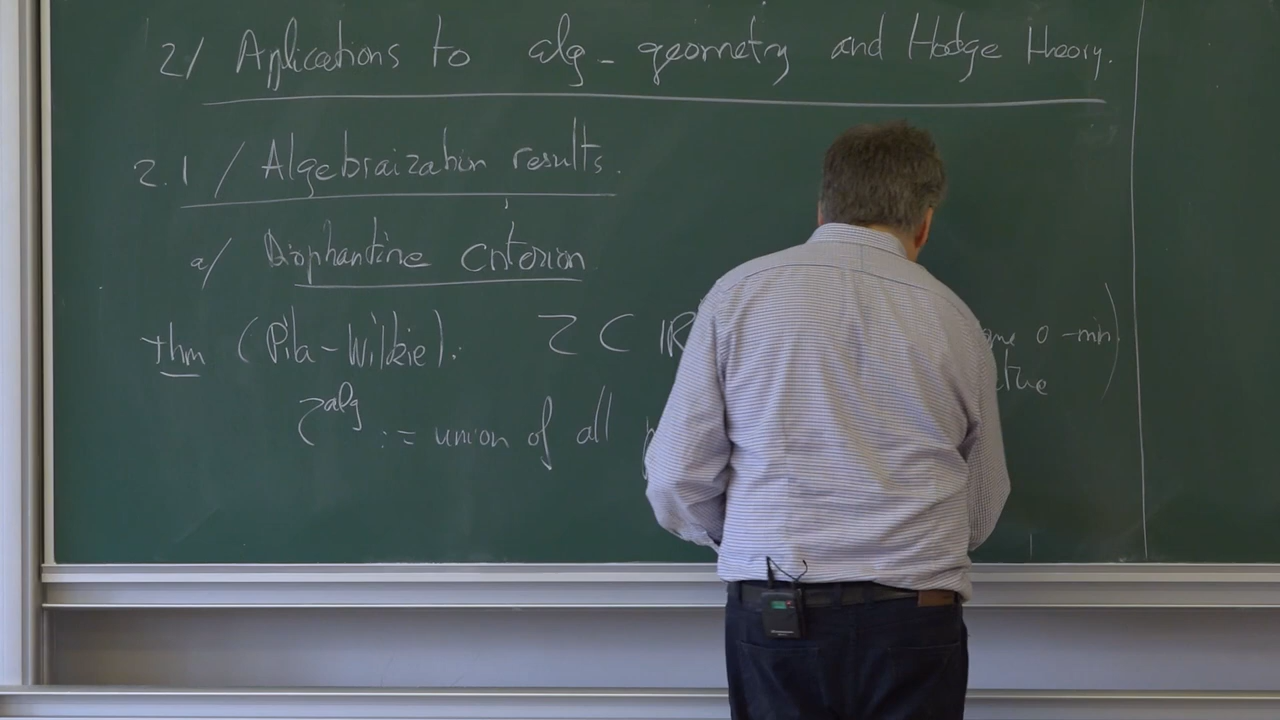 2/ Applications to alg. geometry and Hodge theory.
2.1/ Algebraization results.
a/ Diophantine Criterion
thm (Pila-Wilkie). Z ⊂ ℝ o-min)
Z^alg := union of all